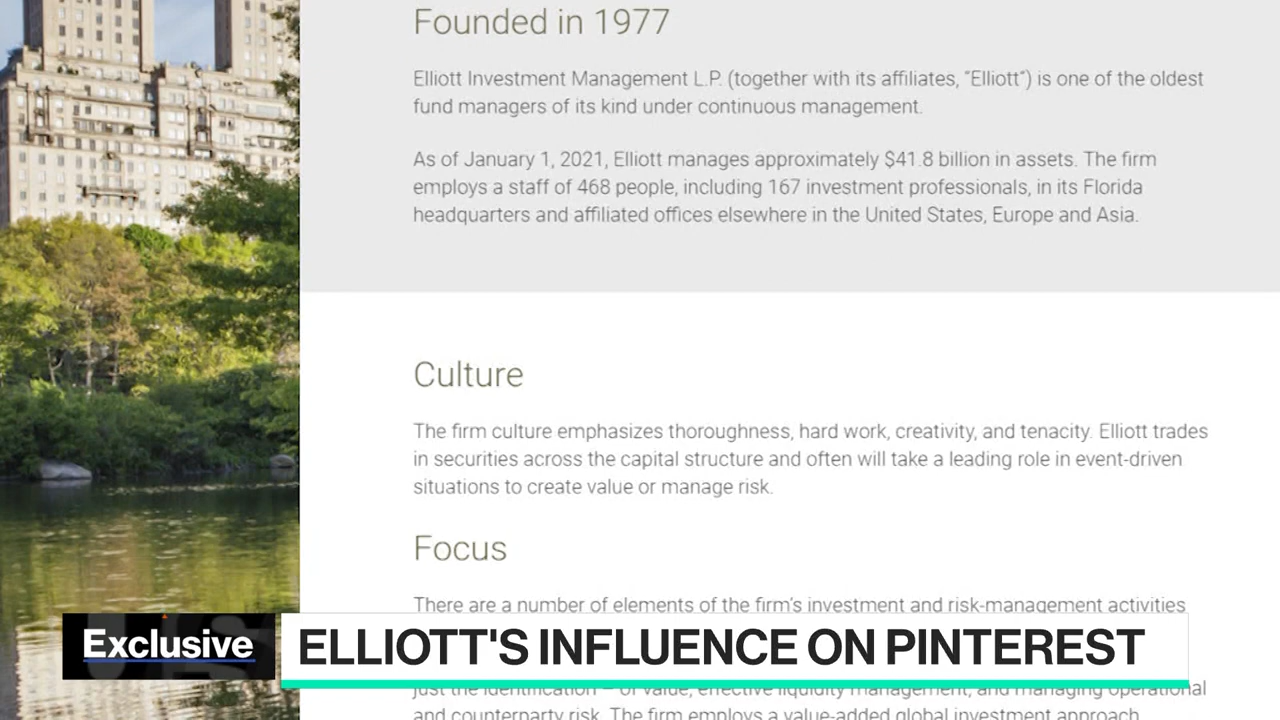 Founded in 1977
Elliott Investment Management L.P. (together with its affiliates, “Elliott”) is one of the oldest
fund managers of its kind under continuous management.
As of January 1, 2021, Elliott manages approximately $41.8 billion in assets. The firm
employs a staff of 468 people, including 167 investment professionals, in its Florida
headquarters and affiliated offices elsewhere in the United States, Europe and Asia.
Culture
The firm culture emphasizes thoroughness, hard work, creativity, and tenacity. Elliott trades
in securities across the capital structure and often will take a leading role in event-driven
situations to create value or manage risk.
Focus
There are a number of elements of the firm’s investment and risk-management activities
Exclusive
ELLIOTT'S INFLUENCE ON PINTEREST
just the identification – of value, effective liquidity management, and managing operational
and counterparty risk. The firm employs a value-added global investment approach